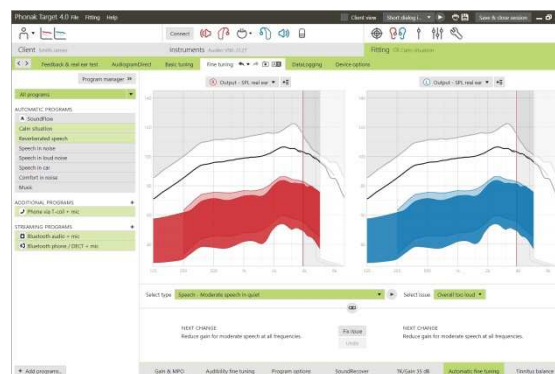 Phonak Target 4.0 File Fitting Help
Client view Short dialog i... Save & close session
Connect
Client Instruments Fitting
Feedback & real ear test AudiogramDirect Basic tuning Fine tuning DataLogging Device options
Program manager
All programs
AUTOMATIC PROGRAMS
SoundFlow
Calm situation
Reverberated speech
Speech in noise
Speech in loud noise
Speech in car
Comfort in noise
Music
ADDITIONAL PROGRAMS +
Phone via T-coil + mic
STREAMING PROGRAMS +
Bluetooth audio + mic
Bluetooth phone / DECT + mic
+ Add programs...
Output - SPL real ear
Output - SPL real ear
Select type Speech - Moderate speech in quiet Select issue Overall too loud
NEXT CHANGE
Reduce gain for moderate speech at all frequencies.
Fix issue
Undo
NEXT CHANGE
Reduce gain for moderate speech at all frequencies.
Gain & MPO Audibility fine tuning Program options SoundRecover TK/Gain 35 dB Automatic fine tuning Tinnitus balance